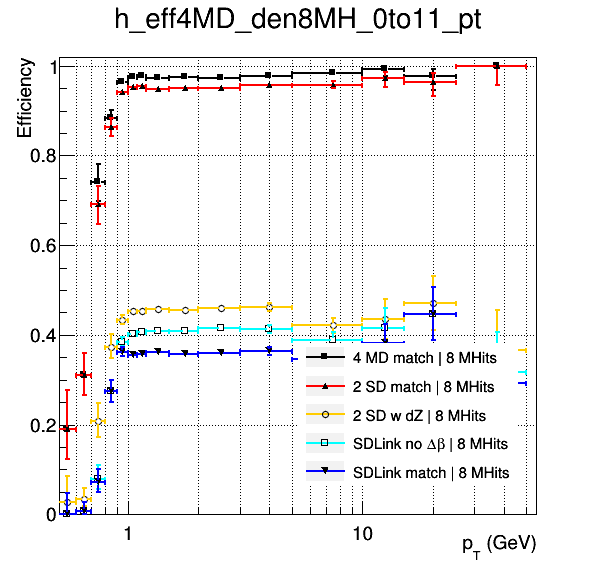 h_eff4MD_den8MH_0to11_pt
Efficiency
1
0.8
0.6
0.4
0.2
0
4 MD match | 8 MHits
2 SD match | 8 MHits
2 SD w dZ | 8 MHits
SDLink no Δβ | 8 MHits
SDLink match | 8 MHits
1
10
p_T (GeV)